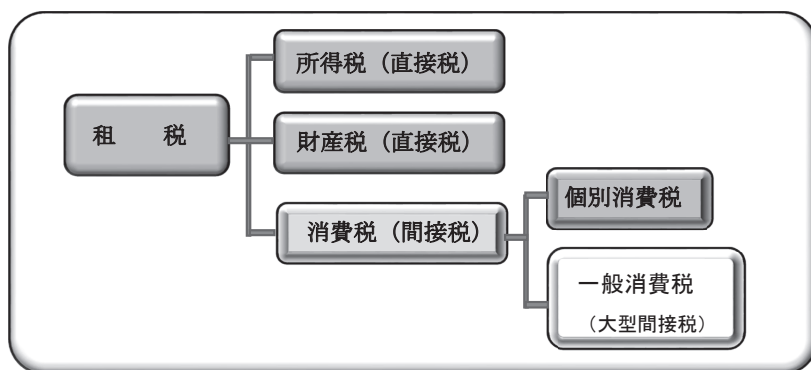 所得税（直接税）
租　　税
財産税（直接税）
消費税（間接税）
個別消費税
一般消費税
（大型間接税）